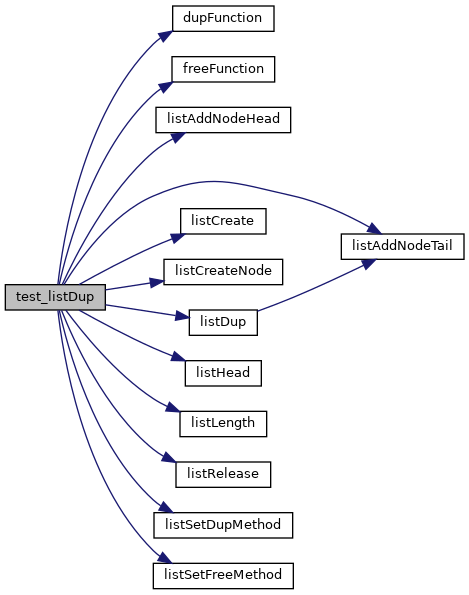 dupFunction
freeFunction
listAddNodeHead
listCreate
listAddNodeTail
listCreateNode
test_listDup
listDup
listHead
listLength
listRelease
listSetDupMethod
listSetFreeMethod